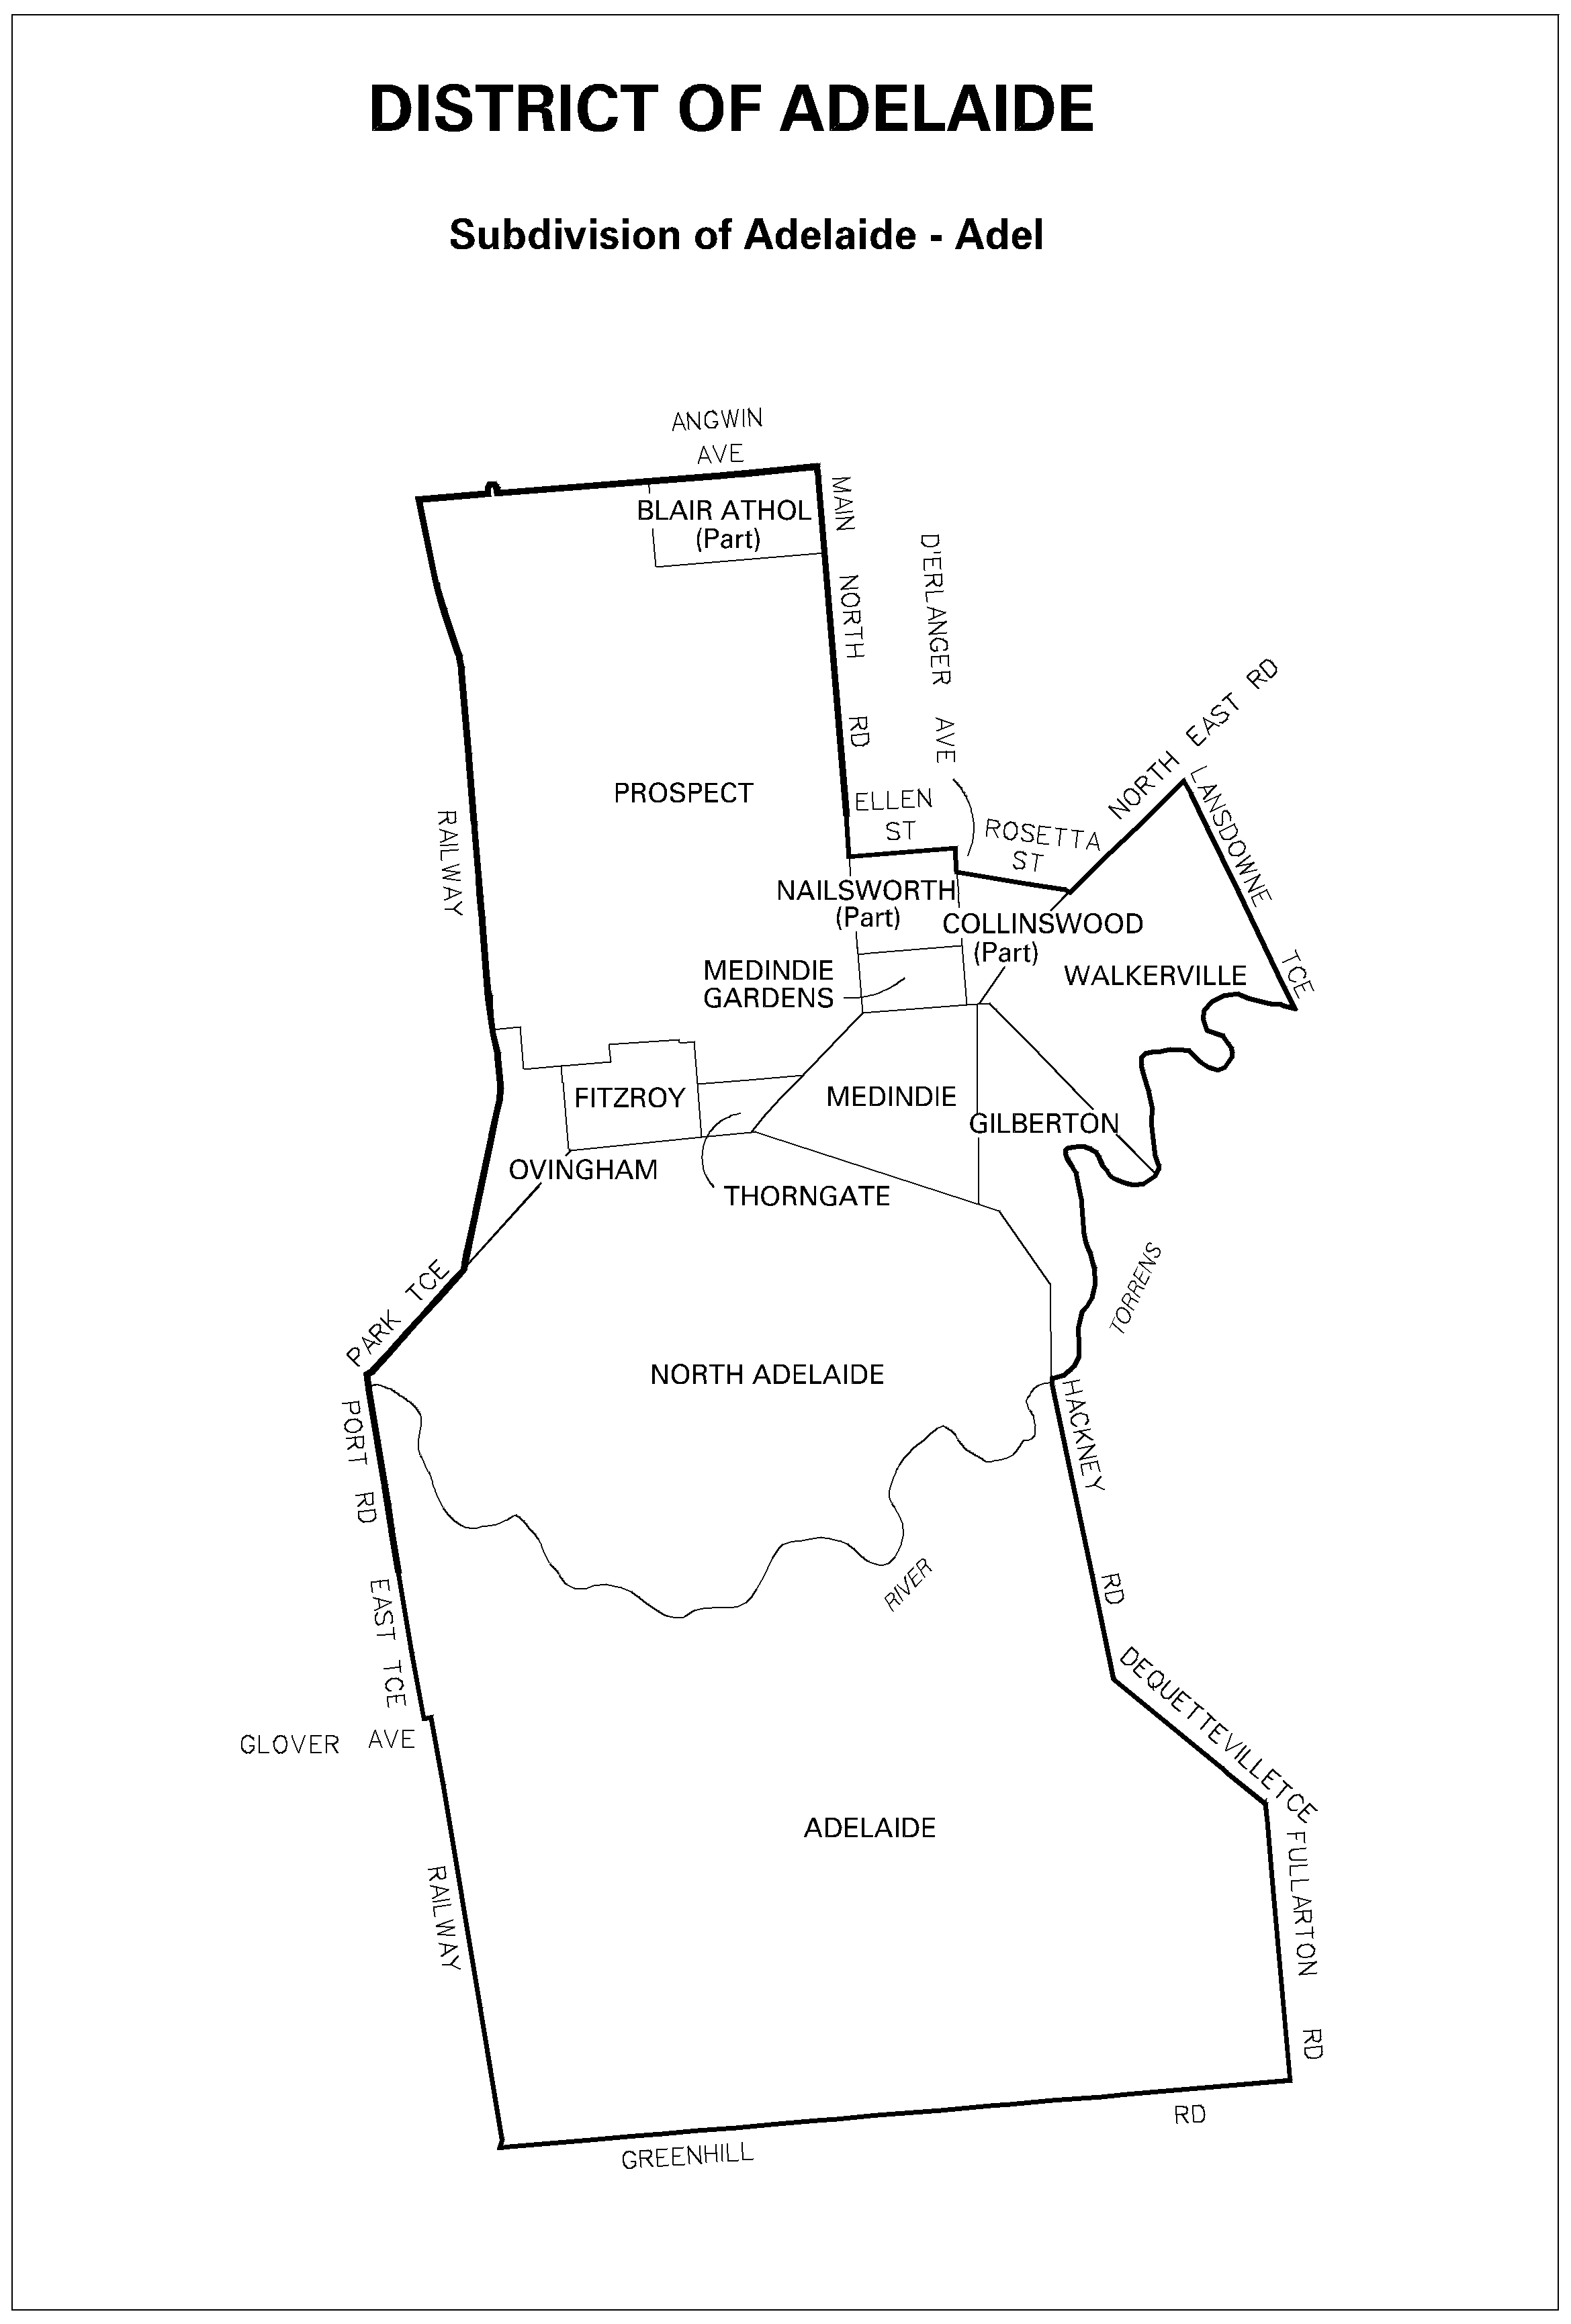 DISTRICT OF ADELAIDE
Subdivision of Adelaide - Adel
ANGWIN
AVE
MAIN NORTH RD
BLAIR ATHOL
(Part)
D'ERLANGER AVE
NORTH EAST RD
LANSDOWNE TCE
PROSPECT
ELLEN
ST
ROSETTA
ST
RAILWAY
NAILSWORTH
(Part)
COLLINSWOOD
(Part)
WALKERVILLE
MEDINDIE
GARDENS
FITZROY
MEDINDIE
GILBERTON
OVINGHAM
THORNGATE
PARK TCE
TORRENS
NORTH ADELAIDE
PORT RD
HACKNEY RD
RIVER
EAST TCE
GLOVER AVE
DEQUETTEVILLE TCE
ADELAIDE
FULLARTON RD
RAILWAY
GREENHILL RD